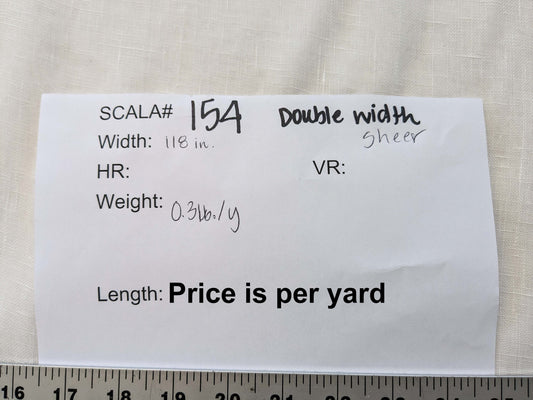 SCALA# 154 Double width
Width: 118 in. sheer
HR: VR:
Weight: 0.3lb./y
Length: Price is per yard
16 17 18 19 20 21 22 23 24 25